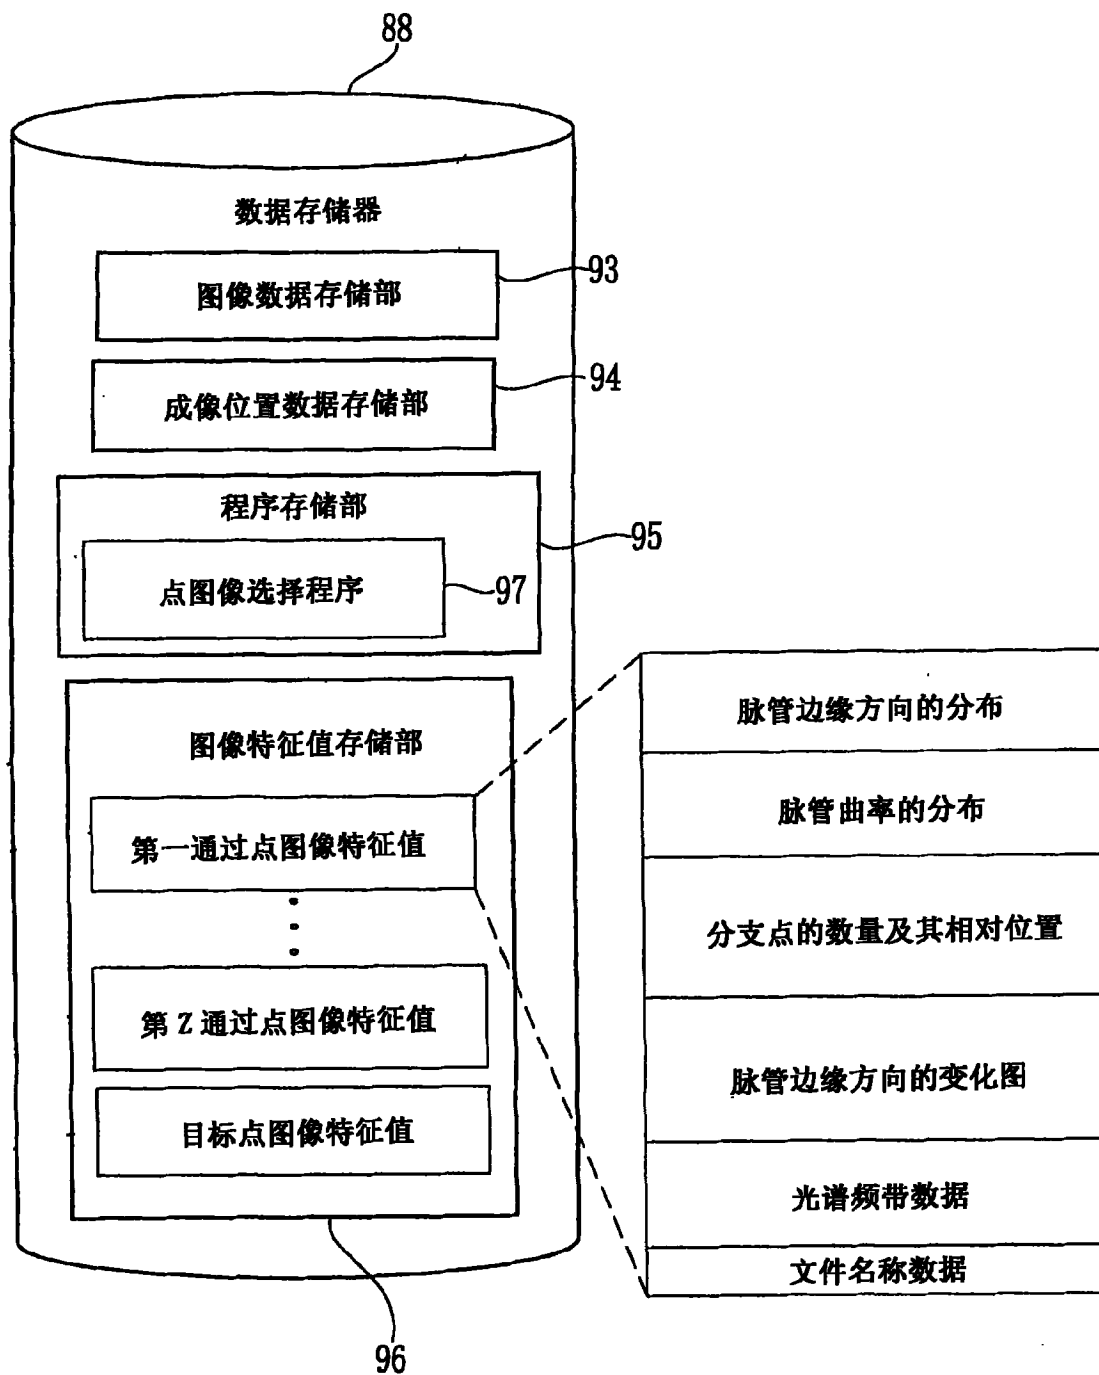 88
数据存储器
图像数据存储部
93
成像位置数据存储部
94
程序存储部
95
点图像选择程序
97
图像特征值存储部
第一通过点图像特征值
第 Z 通过点图像特征值
目标点图像特征值
96
脉管边缘方向的分布
脉管曲率的分布
分支点的数量及其相对位置
脉管边缘方向的变化图
光谱频带数据
文件名称数据